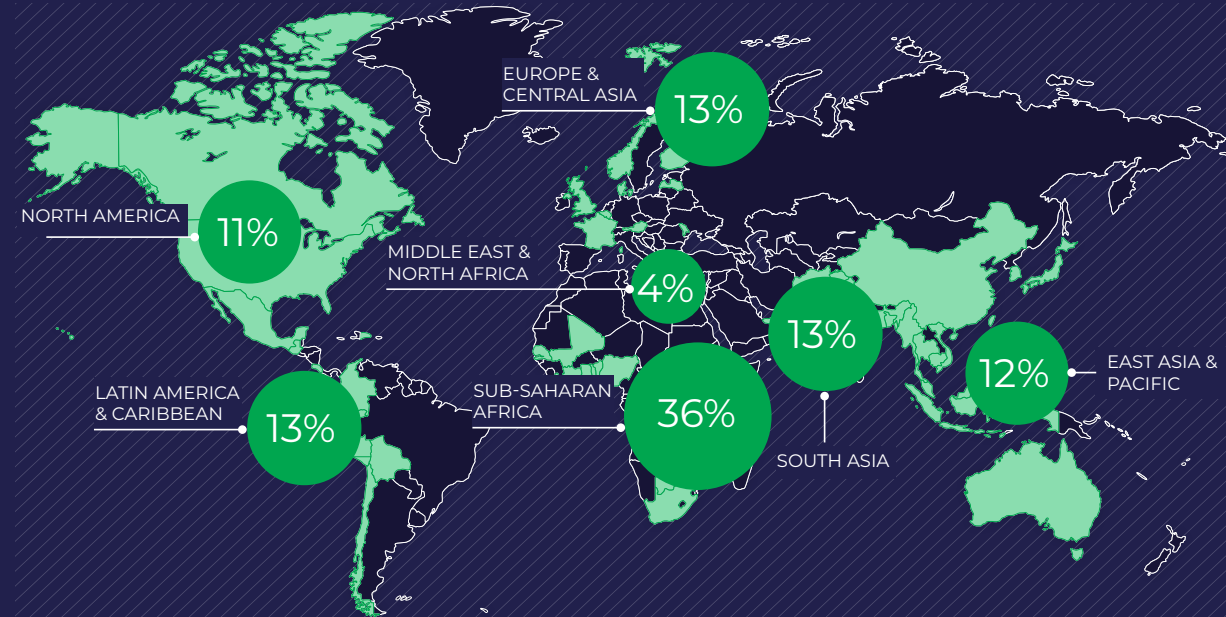 EUROPE &
CENTRAL ASIA
13%
NORTH AMERICA
11%
MIDDLE EAST &
NORTH AFRICA
4%
13%
SOUTH ASIA
12%
EAST ASIA &
PACIFIC
LATIN AMERICA
& CARIBBEAN
13%
SUB-SAHARAN
AFRICA
36%